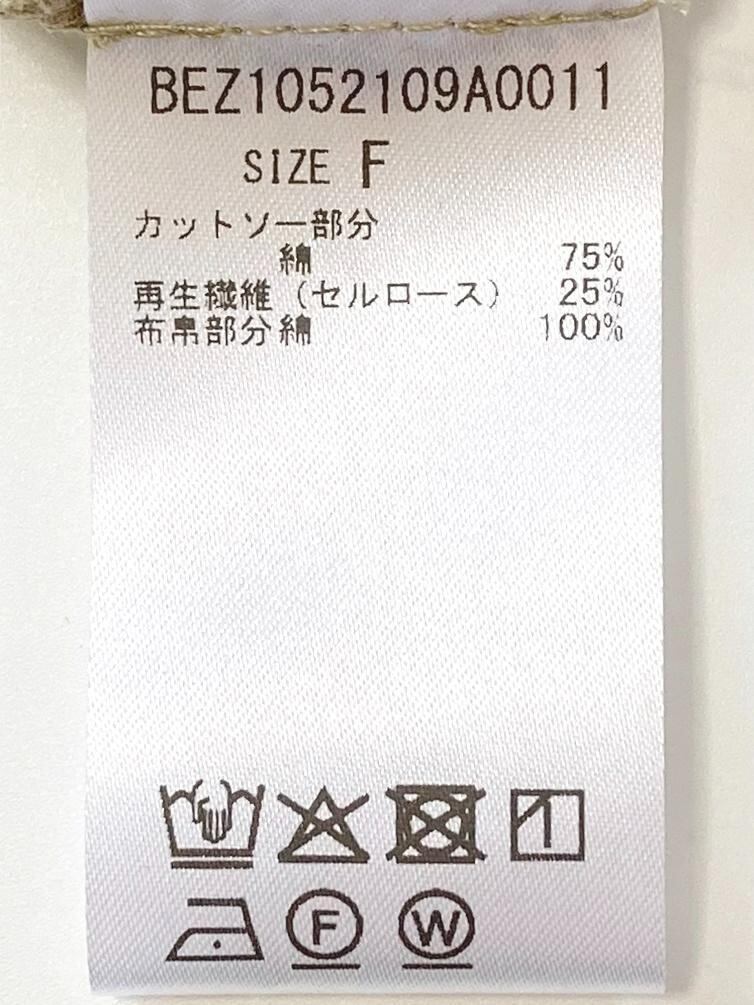 BEZ1052109A0011
SIZE F
カットソー部分
綿 75%
再生繊維（セルロース） 25%
布帛部分綿 100%
F W